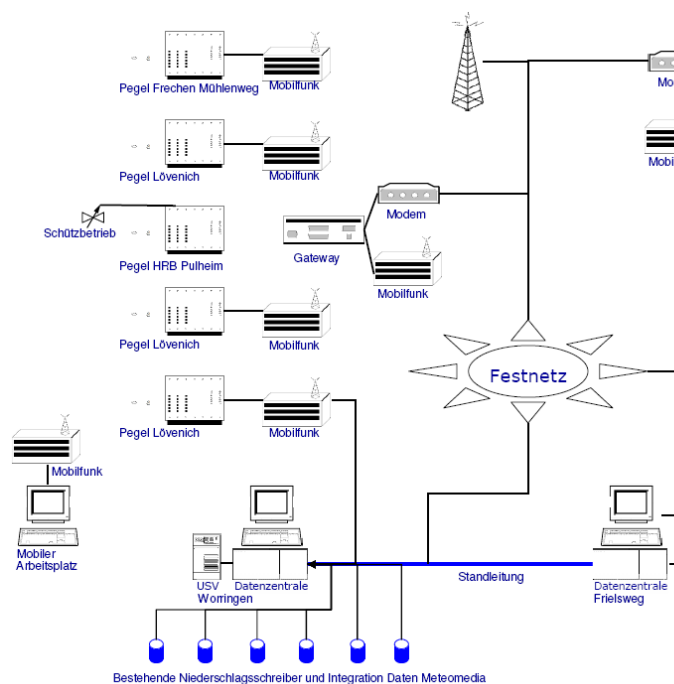 Pegel Frechen Mühlenweg
Mobilfunk
Pegel Lövenich
Mobilfunk
Schützbetrieb
Pegel HRB Pulheim
Gateway
Modem
Mobilfunk
Pegel Lövenich
Mobilfunk
Festnetz
Pegel Lövenich
Mobilfunk
Mobilfunk
Mobiler
Arbeitsplatz
USV
Worringen
Datenzentrale
Standleitung
Datenzentrale
Frielsweg
Bestehende Niederschlagsschreiber und Integration Daten Meteomedia